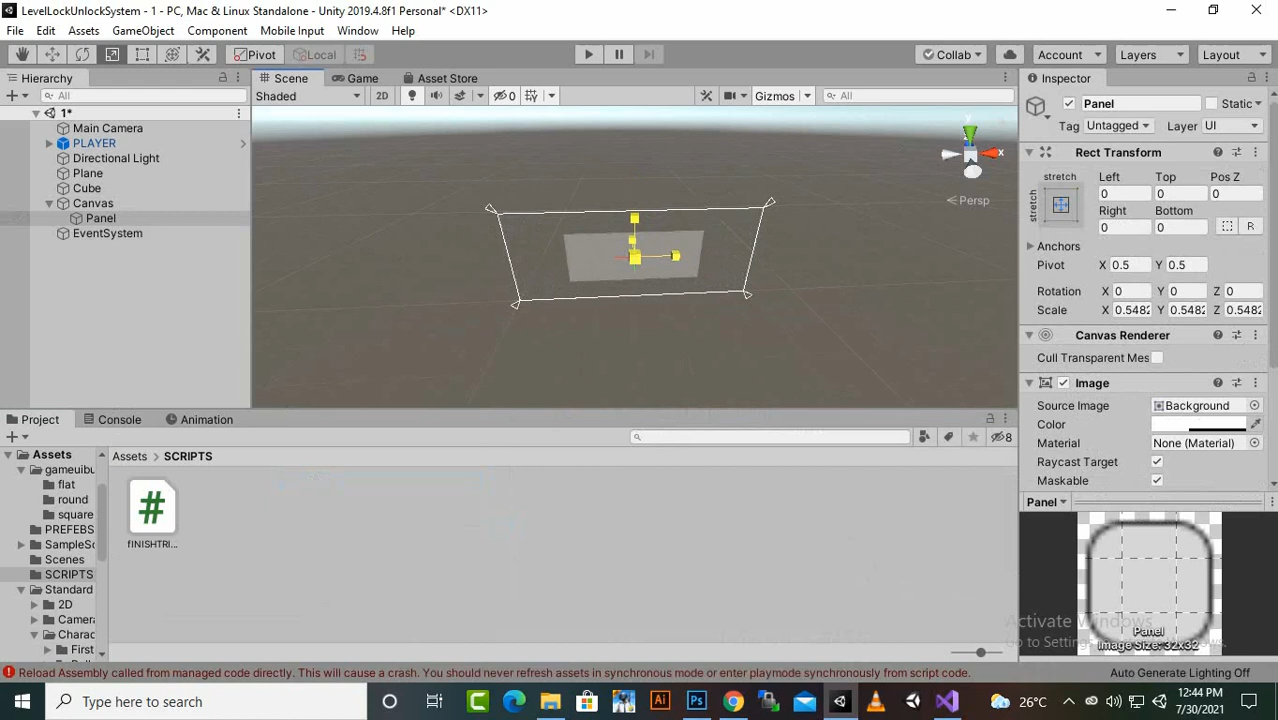 LevelLockUnlockSystem - 1 - PC, Mac & Linux Standalone - Unity 2019.4.8f1 Personal* <DX11>
File Edit Assets GameObject Component Mobile Input Window Help
Pivot Local Collab Account Layers Layout
Hierarchy Scene Game Asset Store Inspector
All Shaded 2D 0 Gizmos All Panel Static
1*
Main Camera
PLAYER
Directional Light
Plane
Cube
Canvas
Panel
EventSystem
x
Persp
Tag Untagged Layer UI
Rect Transform
stretch Left Top Pos Z
stretch 0 0 0
Right Bottom
0 0 R
Anchors
Pivot X 0.5 Y 0.5
Rotation X 0 Y 0 Z 0
Scale X 0.5482 Y 0.5482 Z 0.5482
Canvas Renderer
Cull Transparent Mes
Image
Source Image Background
Color
Material None (Material)
Raycast Target
Maskable
Panel
Panel
Image Size: 32x32
Project Console Animation
8
Assets
gameuibu
flat
round
square
PREFEBS
SampleSc
Scenes
SCRIPTS
Standard
2D
Camera
Charac
First
Assets > SCRIPTS
#
fINISHTRI...
Activate Windows
Go to Settings
Reload Assembly called from managed code directly. This will cause a crash. You should never refresh assets in synchronous mode or enter playmode synchronously from script code.
Auto Generate Lighting Off
Type here to search
26°C
12:44 PM
7/30/2021